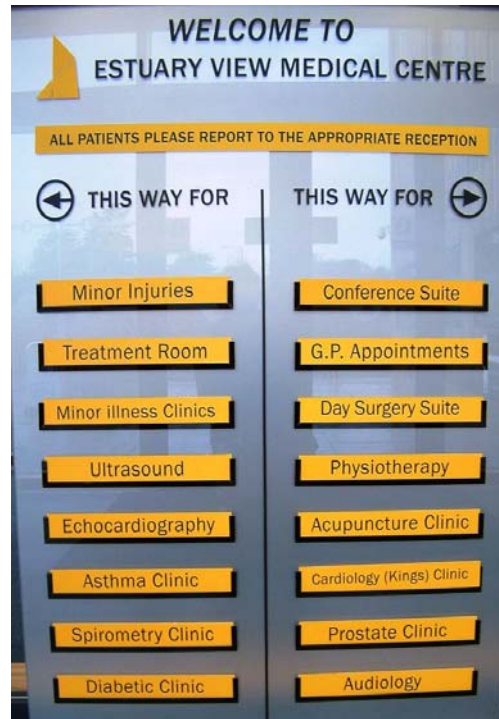 WELCOME TO
ESTUARY VIEW MEDICAL CENTRE
ALL PATIENTS PLEASE REPORT TO THE APPROPRIATE RECEPTION
THIS WAY FOR
Minor Injuries
Treatment Room
Minor illness Clinics
Ultrasound
Echocardiography
Asthma Clinic
Spirometry Clinic
Diabetic Clinic
THIS WAY FOR
Conference Suite
G.P. Appointments
Day Surgery Suite
Physiotherapy
Acupuncture Clinic
Cardiology (Kings) Clinic
Prostate Clinic
Audiology